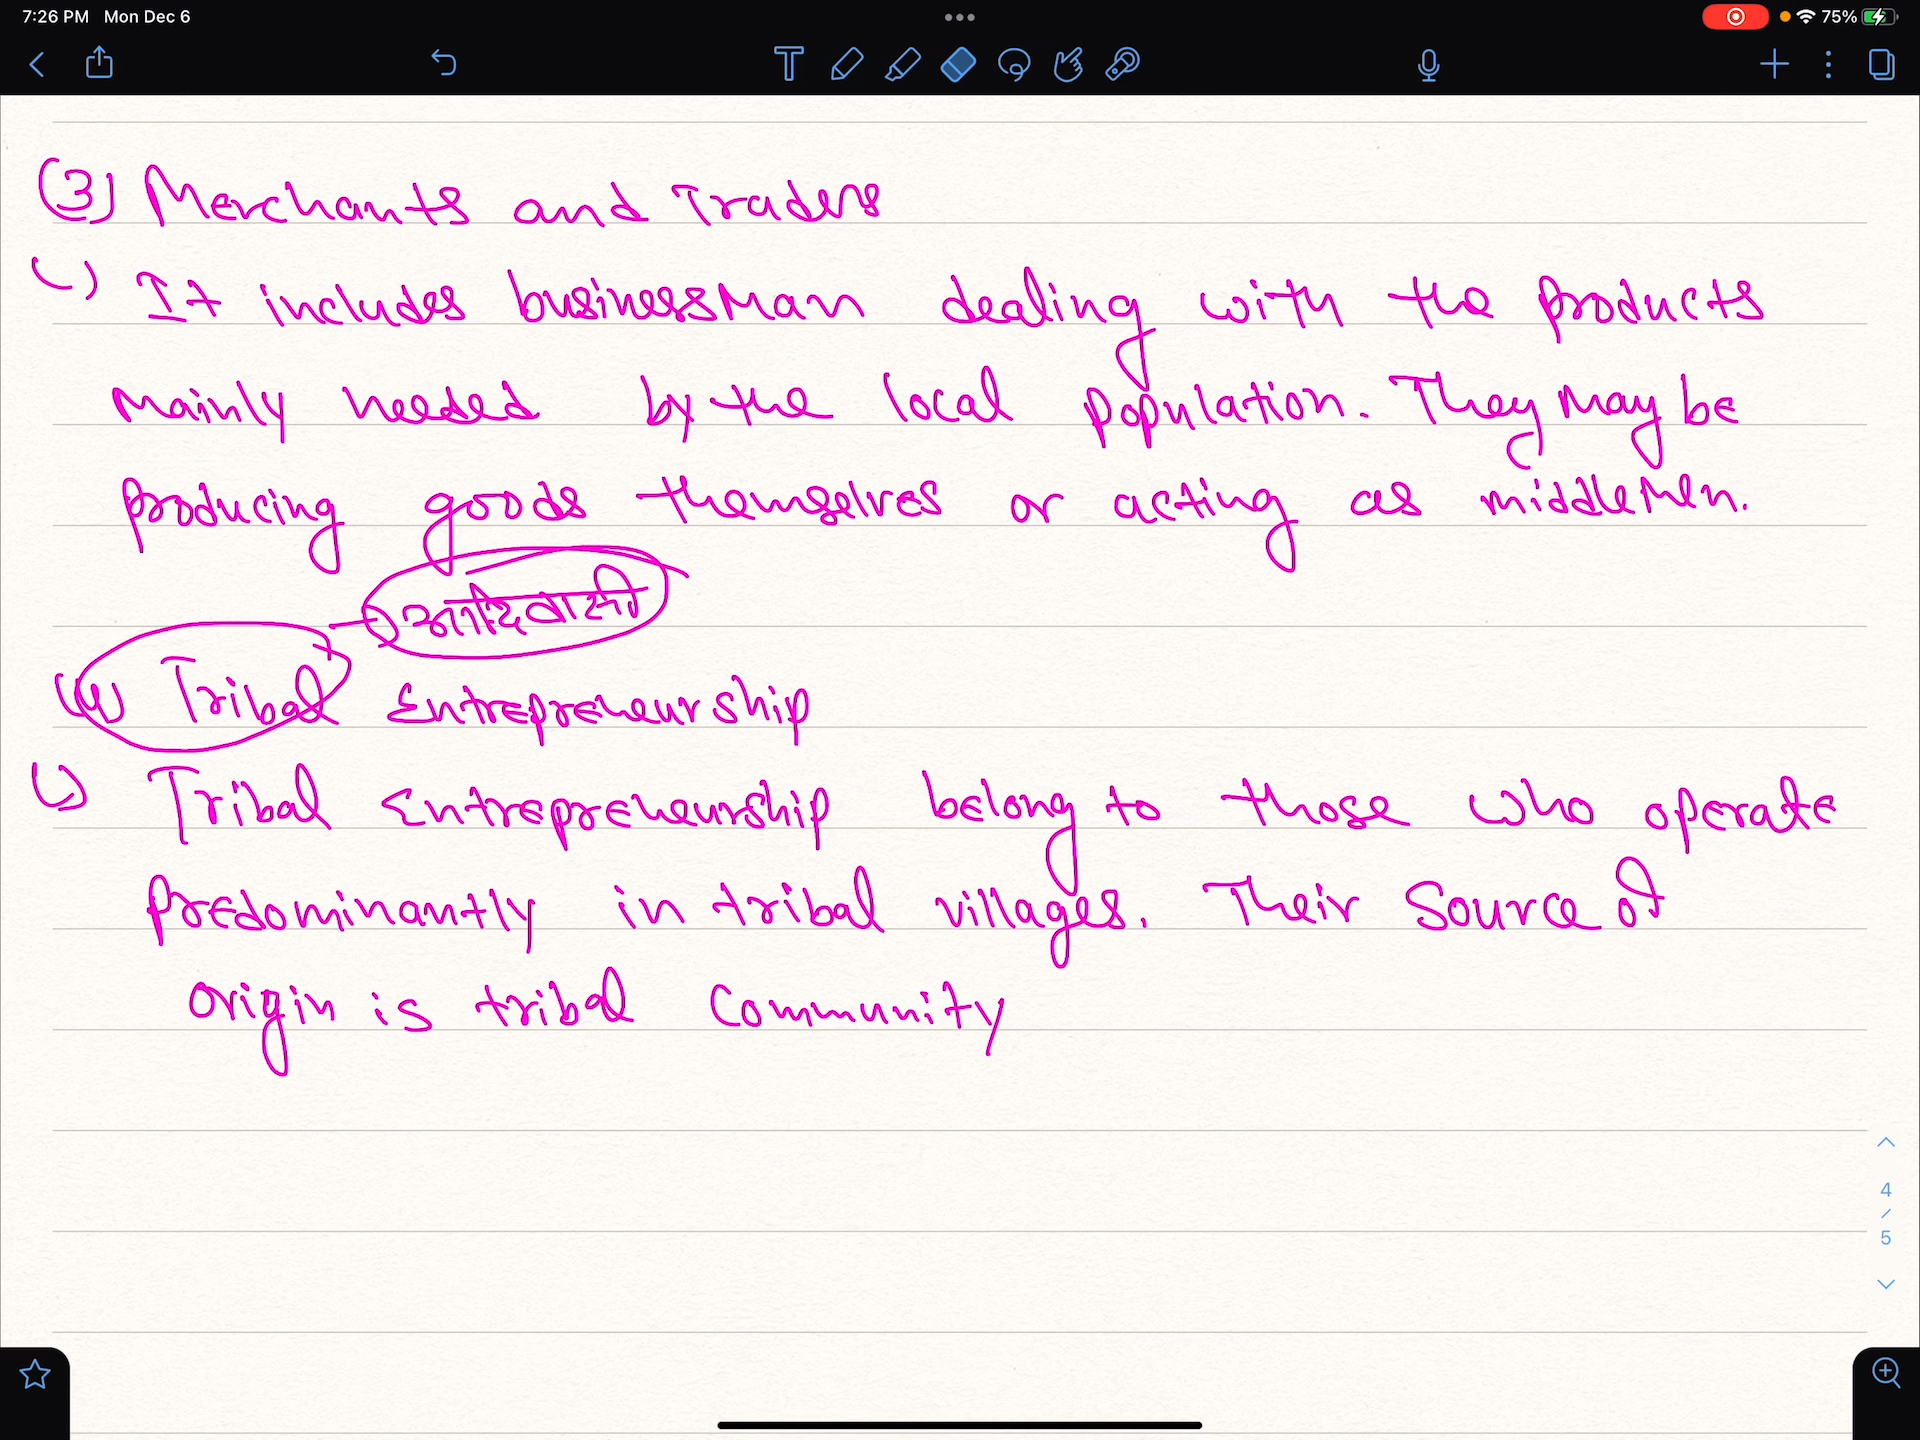 7:26 PM Mon Dec 6
75%
(3) Merchants and Traders
It includes businessman dealing with the products
mainly needed by the local population. They may be
producing goods themselves or acting as middlemen.
आदिवासी
(4) Tribal Entrepreneurship
Tribal Entrepreneurship belong to those who operate
predominantly in tribal villages. Their source of
origin is tribal community
4
/
5